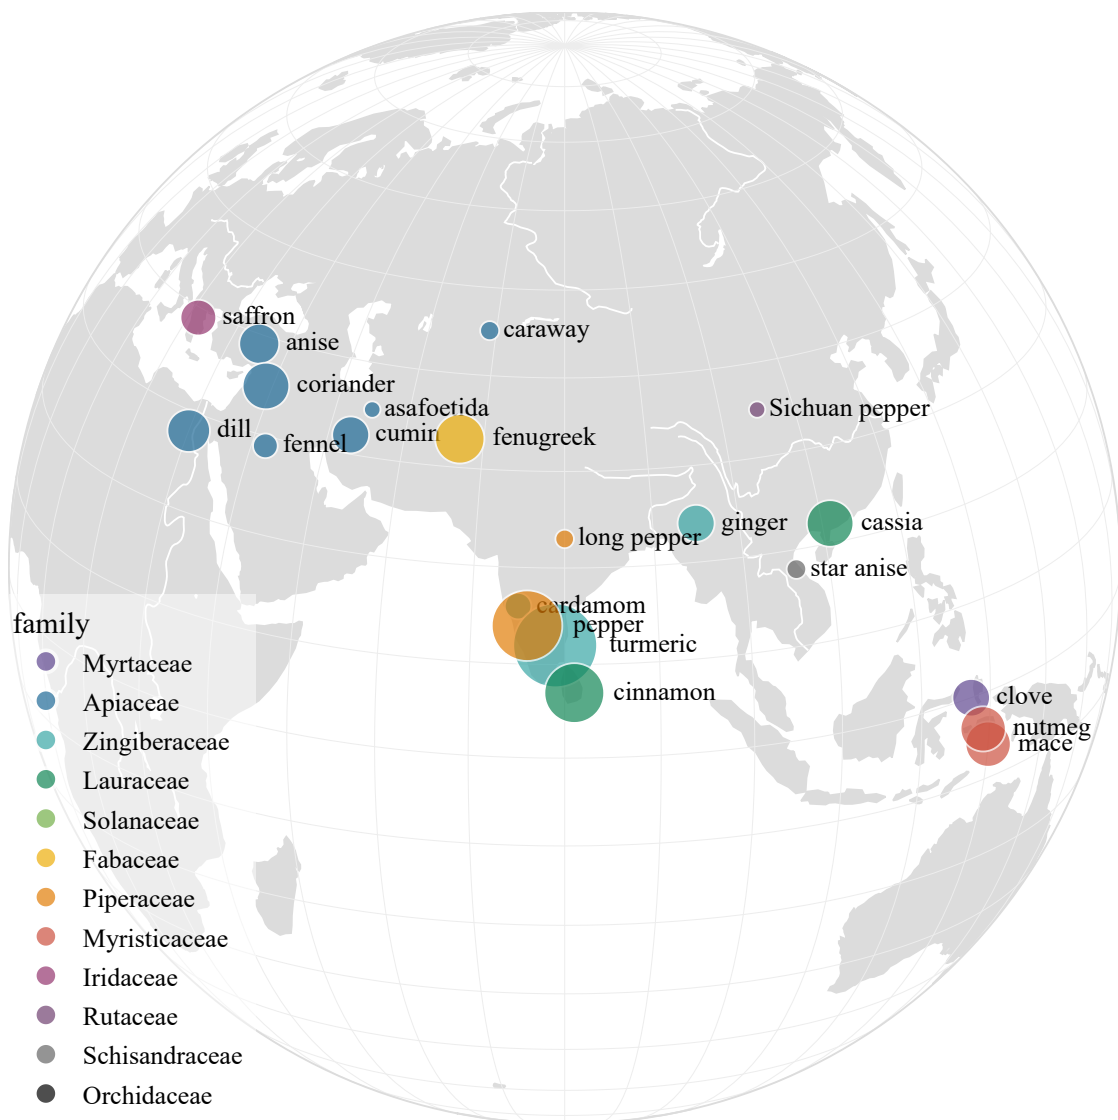 saffron
caraway
anise
coriander
asafoetida
Sichuan pepper
dill
cumin
fenugreek
fennel
ginger
cassia
long pepper
star anise
cardamom
pepper
turmeric
cinnamon
clove
nutmeg
mace
family
Myrtaceae
Apiaceae
Zingiberaceae
Lauraceae
Solanaceae
Fabaceae
Piperaceae
Myristicaceae
Iridaceae
Rutaceae
Schisandraceae
Orchidaceae